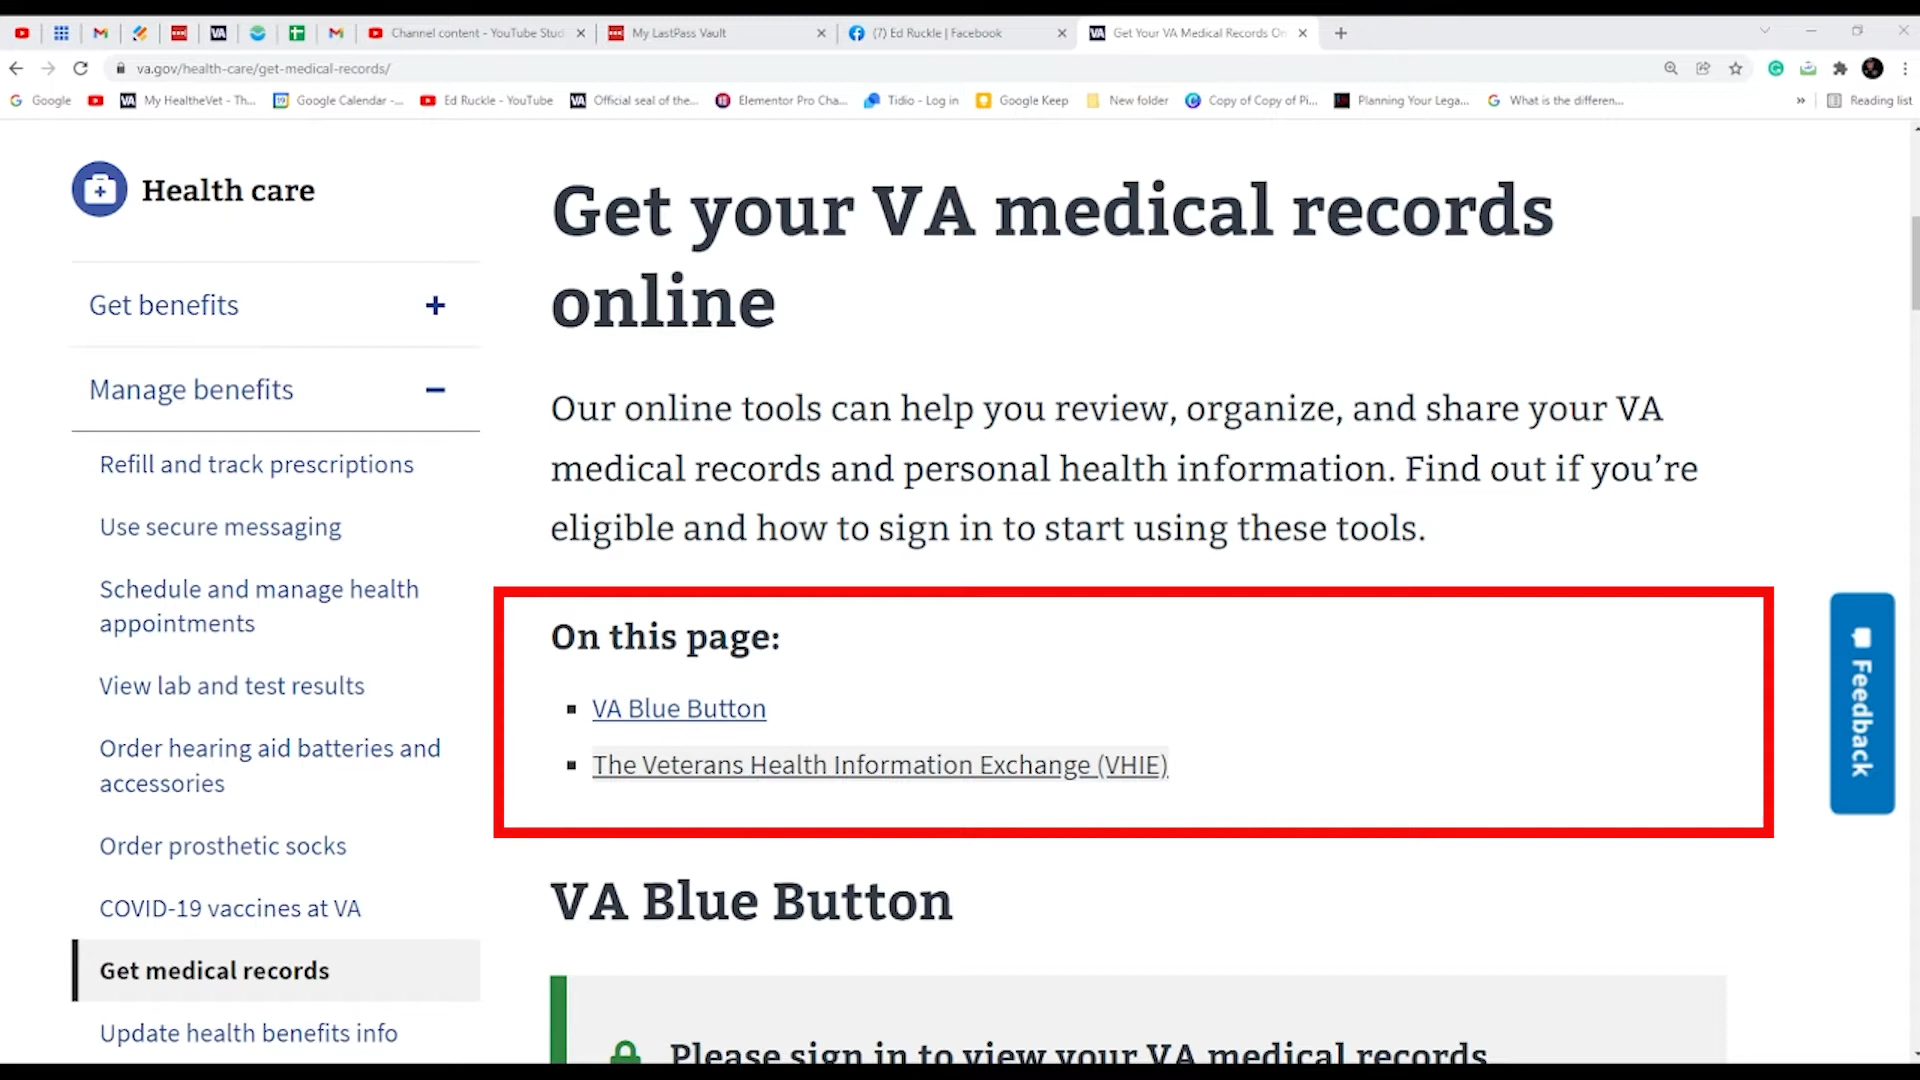 Channel content - YouTube Stud
My LastPass Vault
(7) Ed Ruckle | Facebook
Get Your VA Medical Records On
va.gov/health-care/get-medical-records/
Google
My HealtheVet - Th...
Google Calendar -...
Ed Ruckle - YouTube
Official seal of the...
Elementor Pro Cha...
Tidio - Log in
Google Keep
New folder
Copy of Copy of Pi...
Planning Your Lega...
What is the differen...
Reading list
Health care
Get benefits
Manage benefits
Refill and track prescriptions
Use secure messaging
Schedule and manage health
appointments
View lab and test results
Order hearing aid batteries and
accessories
Order prosthetic socks
COVID-19 vaccines at VA
Get medical records
Update health benefits info
Get your VA medical records
online
Our online tools can help you review, organize, and share your VA
medical records and personal health information. Find out if you’re
eligible and how to sign in to start using these tools.
On this page:
VA Blue Button
The Veterans Health Information Exchange (VHIE)
VA Blue Button
Please sign in to view your VA medical records
Feedback